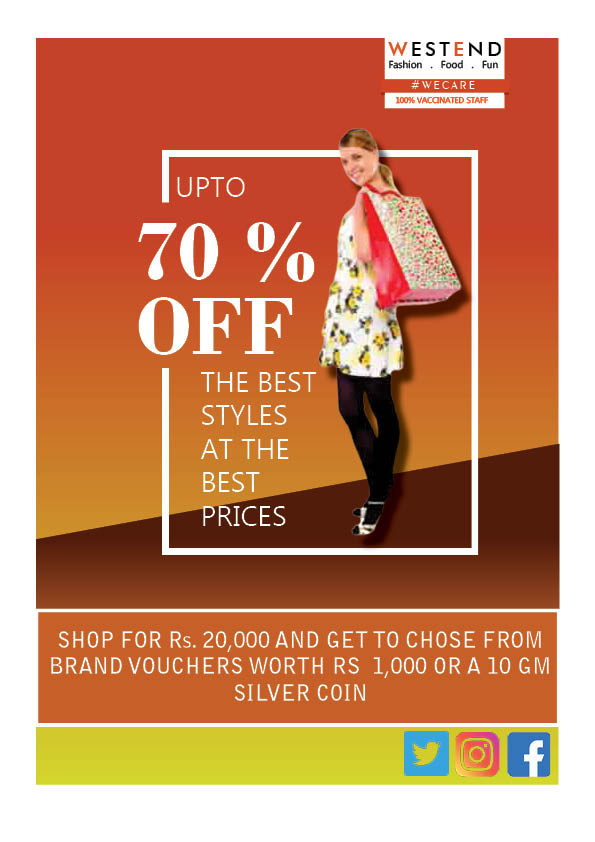 WESTEND
Fashion . Food . Fun
#WECARE
100% VACCINATED STAFF
UPTO
70 %
OFF
THE BEST
STYLES
AT THE
BEST
PRICES
SHOP FOR Rs. 20,000 AND GET TO CHOSE FROM
BRAND VOUCHERS WORTH RS 1,000 OR A 10 GM
SILVER COIN